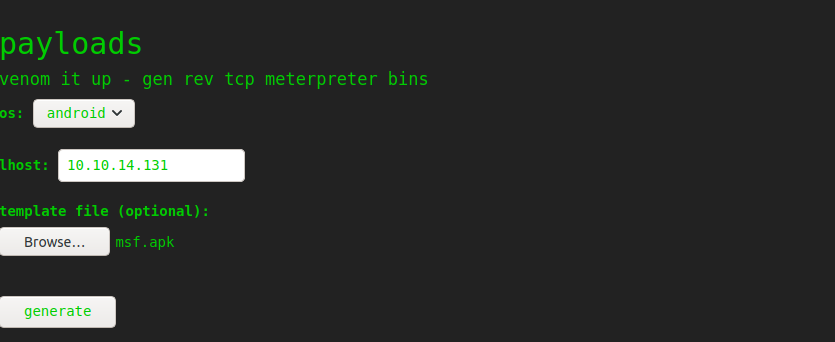 payloads
venom it up - gen rev tcp meterpreter bins
os: android
lhost: 10.10.14.131
template file (optional):
Browse... msf.apk
generate